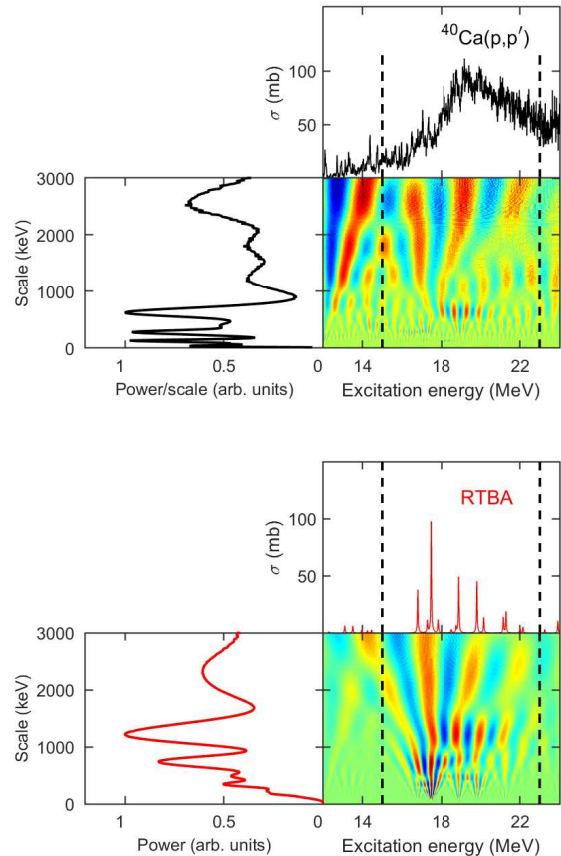 ⁴⁰Ca(p,p′)
σ (mb)
100
50
3000
2000
1000
0
Scale (keV)
1
0.5
0
14
18
22
Power/scale (arb. units)
Excitation energy (MeV)
RTBA
σ (mb)
100
50
3000
2000
1000
0
Scale (keV)
1
0.5
0
14
18
22
Power (arb. units)
Excitation energy (MeV)